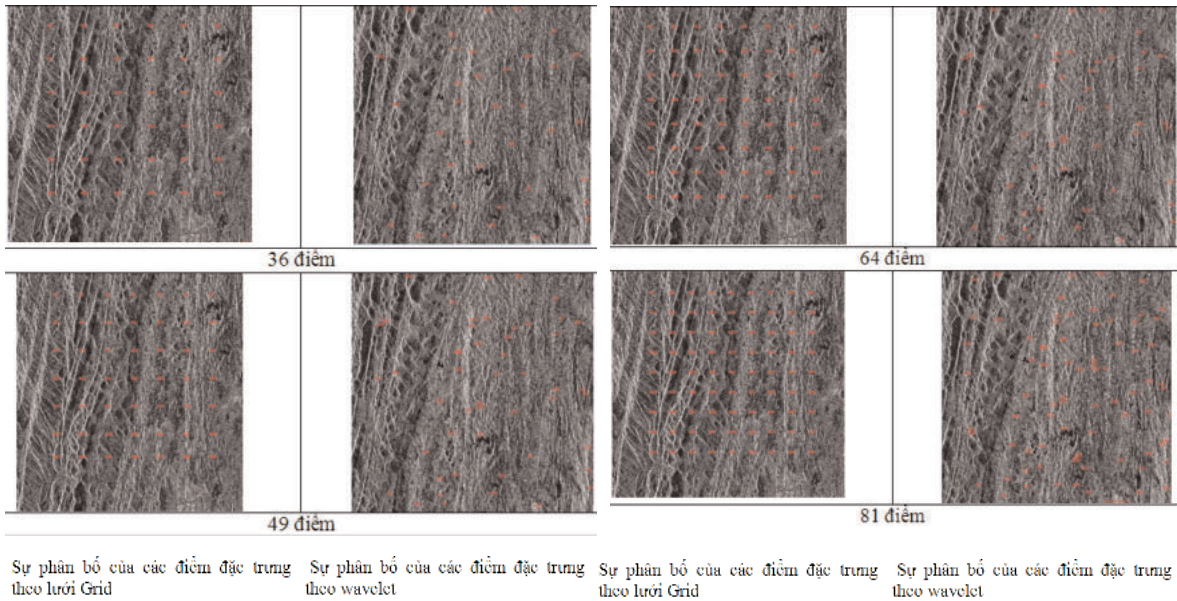 36 điểm
64 điểm
49 điểm
81 điểm
Sự phân bố của các điểm đặc trưng
theo lưới Grid
Sự phân bố của các điểm đặc trưng
theo wavelet
Sự phân bố của các điểm đặc trưng
theo lưới Grid
Sự phân bố của các điểm đặc trưng
theo wavelet